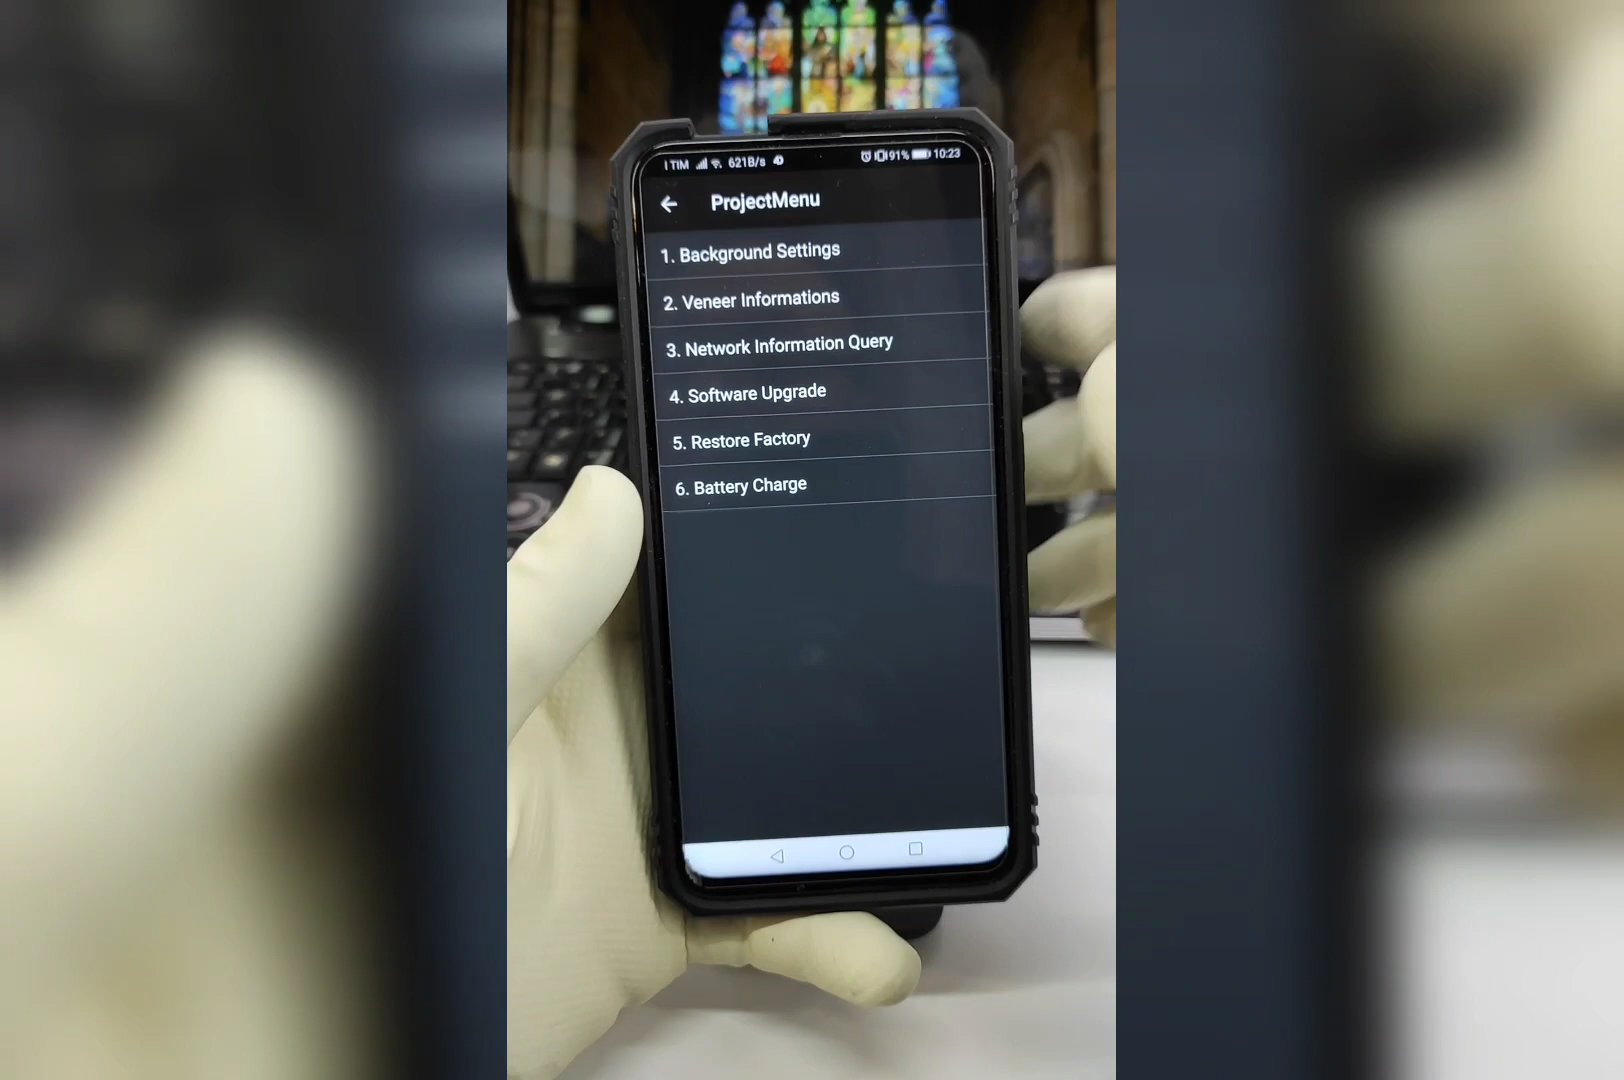 TIM 621B/s 91% 10:23
ProjectMenu
1. Background Settings
2. Veneer Informations
3. Network Information Query
4. Software Upgrade
5. Restore Factory
6. Battery Charge